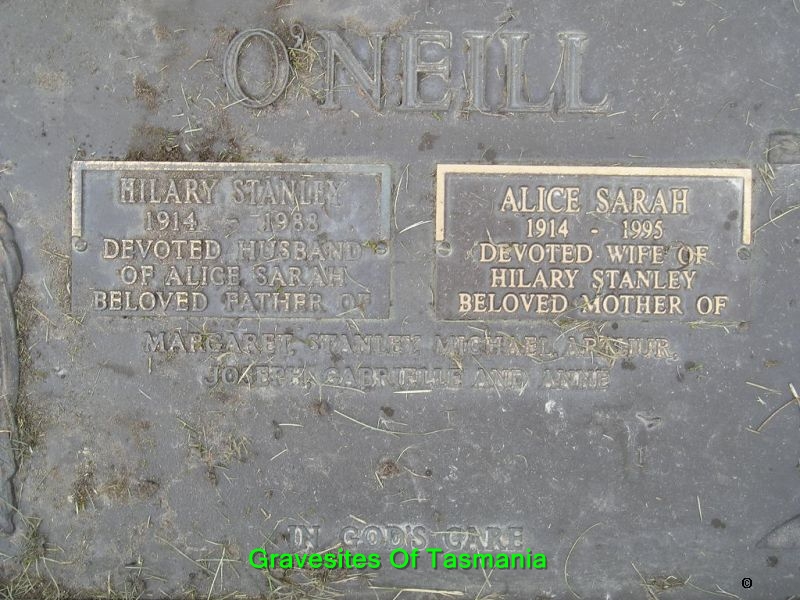 O'NEILL
HILARY STANLEY
1914 - 1988
DEVOTED HUSBAND
OF ALICE SARAH
BELOVED FATHER OF
ALICE SARAH
1914 - 1995
DEVOTED WIFE OF
HILARY STANLEY
BELOVED MOTHER OF
MARGARET, STANLEY, MICHAEL, ARTHUR,
JOSEPH, GABRIELLE AND ANNE
IN GOD'S CARE
Gravesites Of Tasmania
©